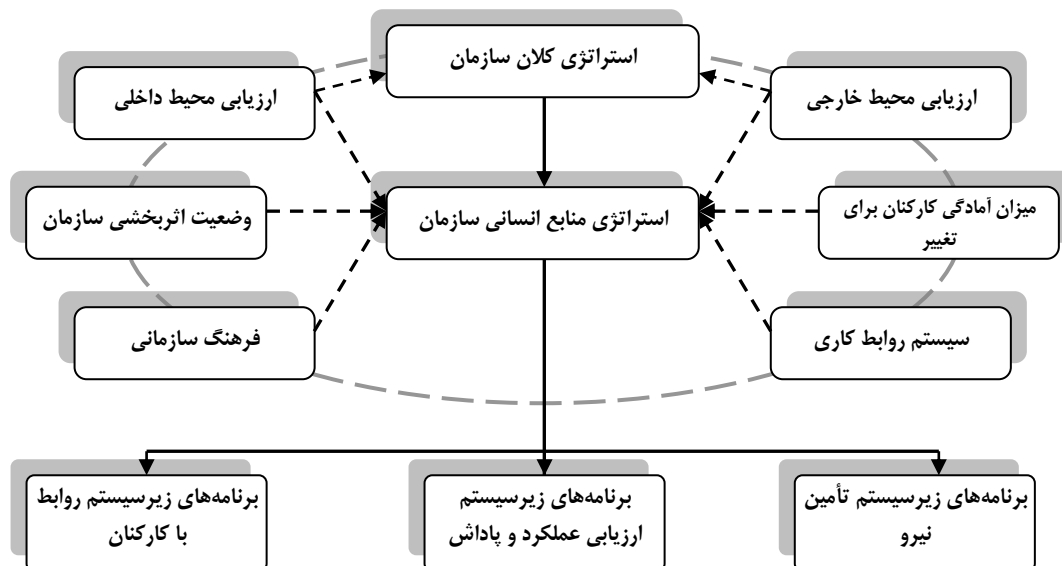 استراتژی کلان سازمان
ارزیابی محیط خارجی
ارزیابی محیط داخلی
میزان آمادگی کارکنان برای
تغییر
استراتژی منابع انسانی سازمان
وضعیت اثربخشی سازمان
سیستم روابط کاری
فرهنگ سازمانی
برنامه‌های زیرسیستم تأمین
نیرو
برنامه‌های زیرسیستم
ارزیابی عملکرد و پاداش
برنامه‌های زیرسیستم روابط
با کارکنان